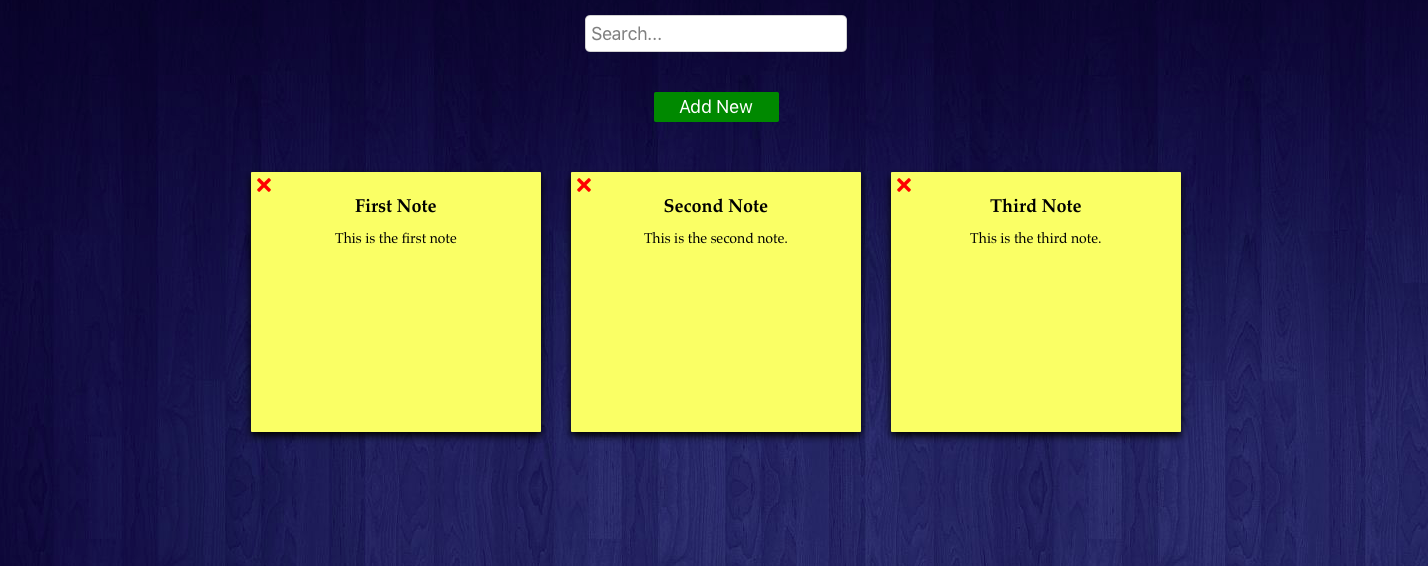 Search...
Add New
First Note
This is the first note
Second Note
This is the second note.
Third Note
This is the third note.